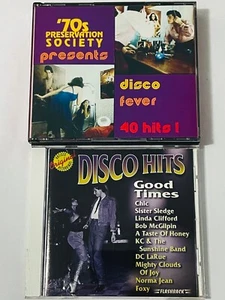 '70s
PRESERVATION
SOCIETY
presents
disco
fever
40 hits!
DISCO HITS
Good
Times
Chic
Sister Sledge
Linda Clifford
Bob McGilpin
A Taste Of Honey
KC & The
Sunshine Band
DC LaRue
Mighty Clouds
Of Joy
Norma Jean
Foxy
FLASHBACK